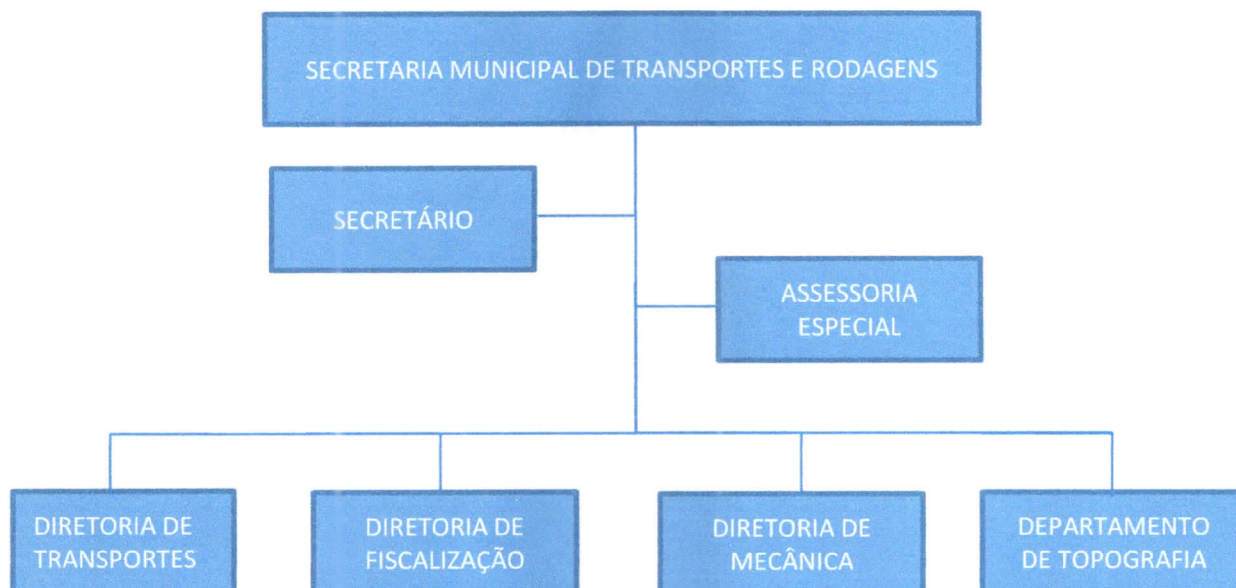 SECRETARIA MUNICIPAL DE TRANSPORTES E RODAGENS
SECRETÁRIO
ASSESSORIA
ESPECIAL
DIRETORIA DE
TRANSPORTES
DIRETORIA DE
FISCALIZAÇÃO
DIRETORIA DE
MECÂNICA
DEPARTAMENTO
DE TOPOGRAFIA